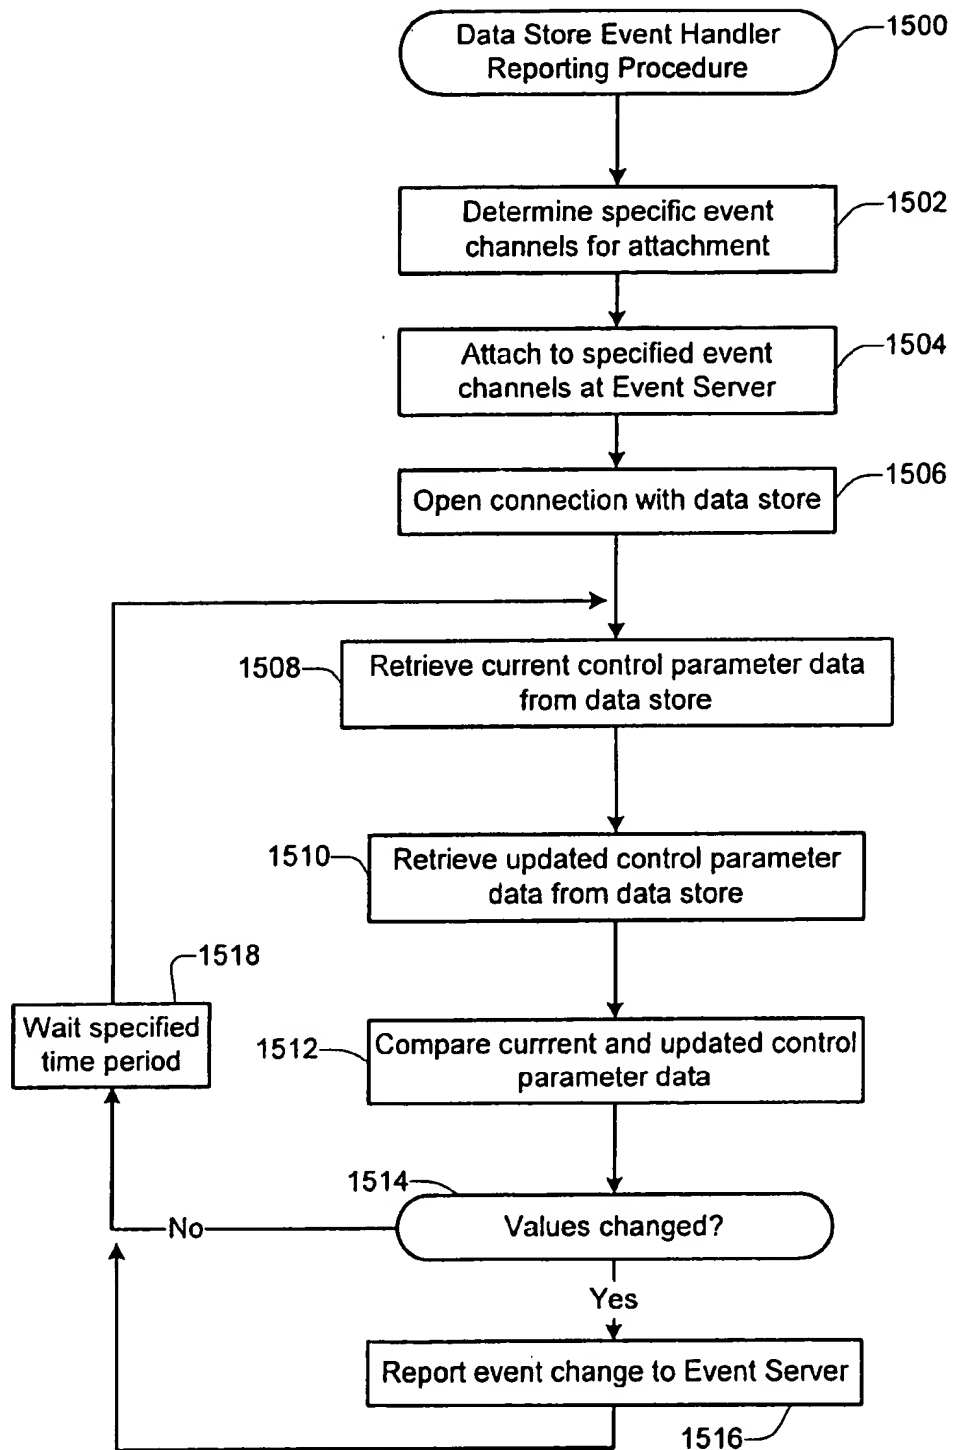 Data Store Event Handler
Reporting Procedure
1500
Determine specific event
channels for attachment
1502
Attach to specified event
channels at Event Server
1504
Open connection with data store
1506
1508
Retrieve current control parameter data
from data store
1510
Retrieve updated control parameter
data from data store
1518
Wait specified
time period
1512
Compare currrent and updated control
parameter data
1514
Values changed?
No
Yes
Report event change to Event Server
1516